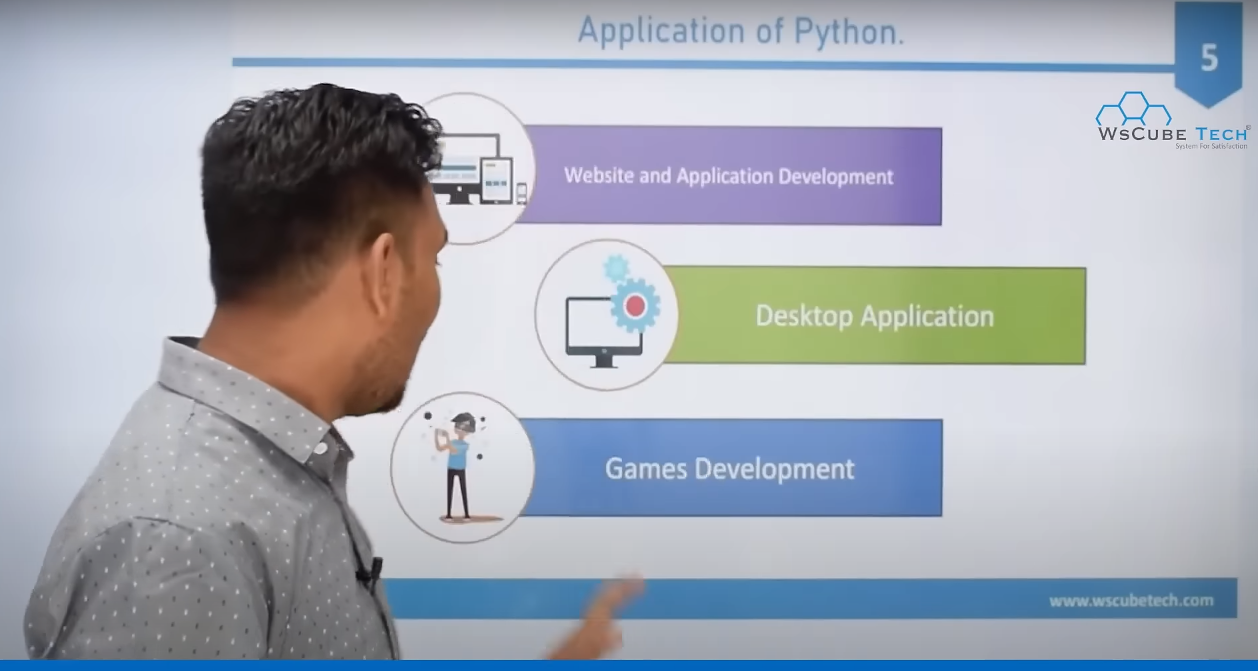 Application of Python.
5
WsCube Tech
System For Satisfaction
Website and Application Development
Desktop Application
Games Development
www.wscubetech.com